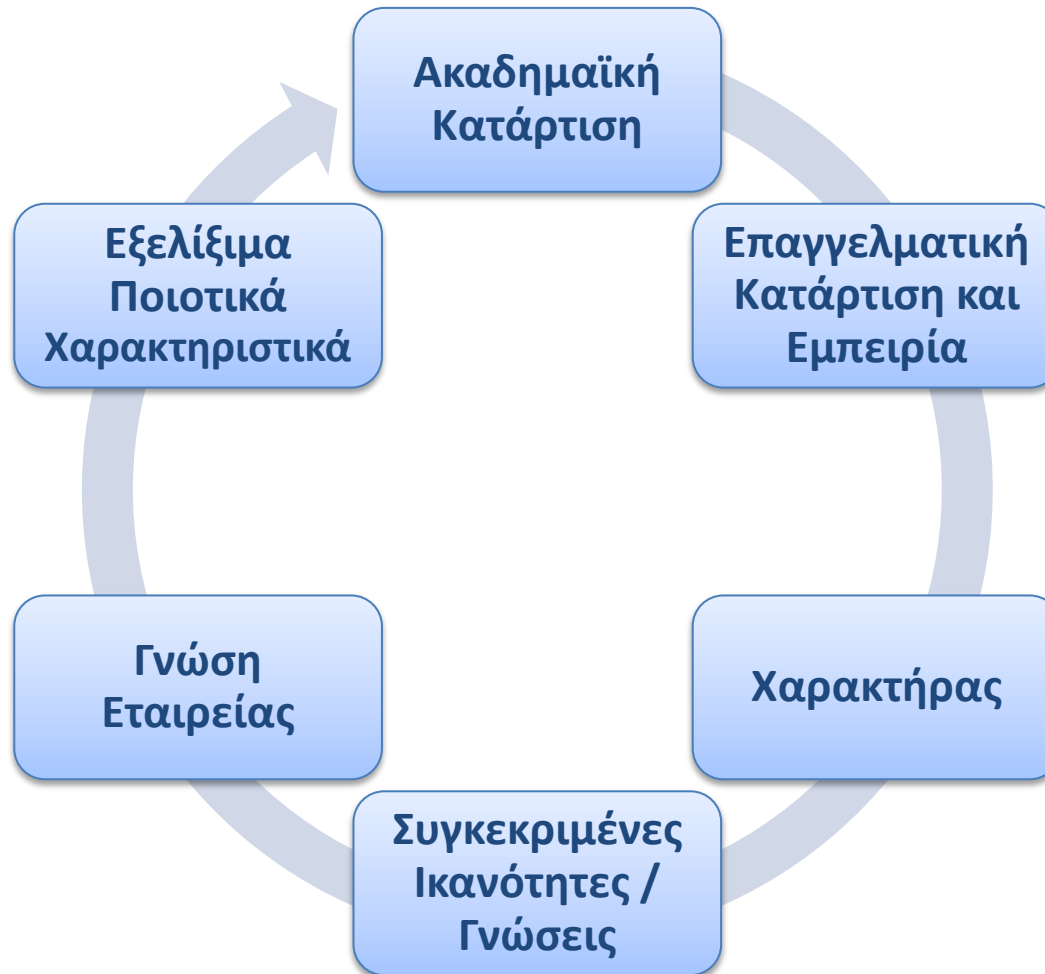 Ακαδημαϊκή
Κατάρτιση
Επαγγελματική
Κατάρτιση και
Εμπειρία
Χαρακτήρας
Συγκεκριμένες
Ικανότητες /
Γνώσεις
Γνώση
Εταιρείας
Εξελίξιμα
Ποιοτικά
Χαρακτηριστικά